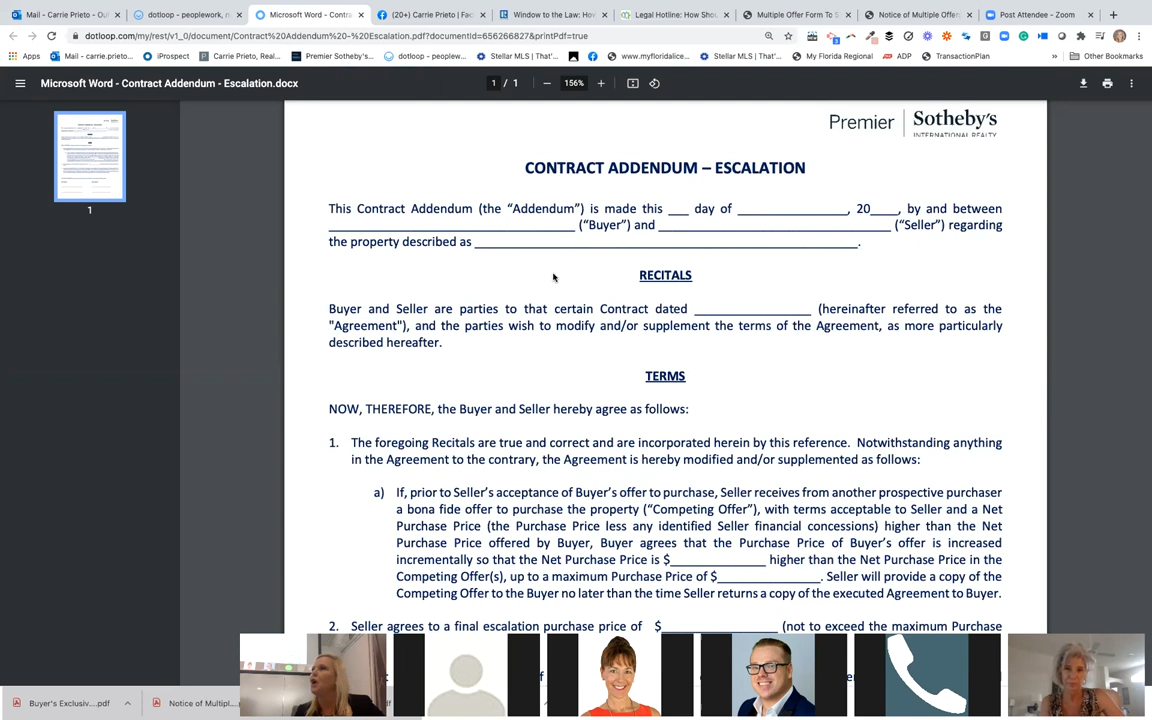 Mail - Carrie Prieto - Ou
dotloop - peoplework, n
Microsoft Word - Contra
(20+) Carrie Prieto | Fac
Window to the Law: How
Legal Hotline: How Shou
Multiple Offer Form To S
Notice of Multiple Offer
Post Attendee - Zoom
dotloop.com/my/rest/v1_0/document/Contract%20Addendum%20-%20Escalation.pdf?documentId=656266827&printPdf=true
Apps
Mail - carrie.prieto...
iProspect
Carrie Prieto, Real...
Premier Sotheby's...
dotloop - peoplew...
Stellar MLS | That'...
www.myfloridalice...
Stellar MLS | That'...
My Florida Regional
ADP
TransactionPlan
Other Bookmarks
Microsoft Word - Contract Addendum - Escalation.docx
1 / 1
156%
1
Premier | Sotheby's
INTERNATIONAL REALTY
CONTRACT ADDENDUM – ESCALATION
This Contract Addendum (the “Addendum”) is made this ___ day of ________________, 20____, by and between
____________________________________ (“Buyer”) and __________________________________ (“Seller”) regarding
the property described as ________________________________________________________.
RECITALS
Buyer and Seller are parties to that certain Contract dated _________________ (hereinafter referred to as the
"Agreement"), and the parties wish to modify and/or supplement the terms of the Agreement, as more particularly
described hereafter.
TERMS
NOW, THEREFORE, the Buyer and Seller hereby agree as follows:
1. The foregoing Recitals are true and correct and are incorporated herein by this reference. Notwithstanding anything
in the Agreement to the contrary, the Agreement is hereby modified and/or supplemented as follows:
a) If, prior to Seller’s acceptance of Buyer’s offer to purchase, Seller receives from another prospective purchaser
a bona fide offer to purchase the property (“Competing Offer”), with terms acceptable to Seller and a Net
Purchase Price (the Purchase Price less any identified Seller financial concessions) higher than the Net
Purchase Price offered by Buyer, Buyer agrees that the Purchase Price of Buyer’s offer is increased
incrementally so that the Net Purchase Price is $______________ higher than the Net Purchase Price in the
Competing Offer(s), up to a maximum Purchase Price of $_______________. Seller will provide a copy of the
Competing Offer to the Buyer no later than the time Seller returns a copy of the executed Agreement to Buyer.
2. Seller agrees to a final escalation purchase price of $_________________ (not to exceed the maximum Purchase
of
Buyer's Exclusiv....pdf
Notice of Multipl....pdf